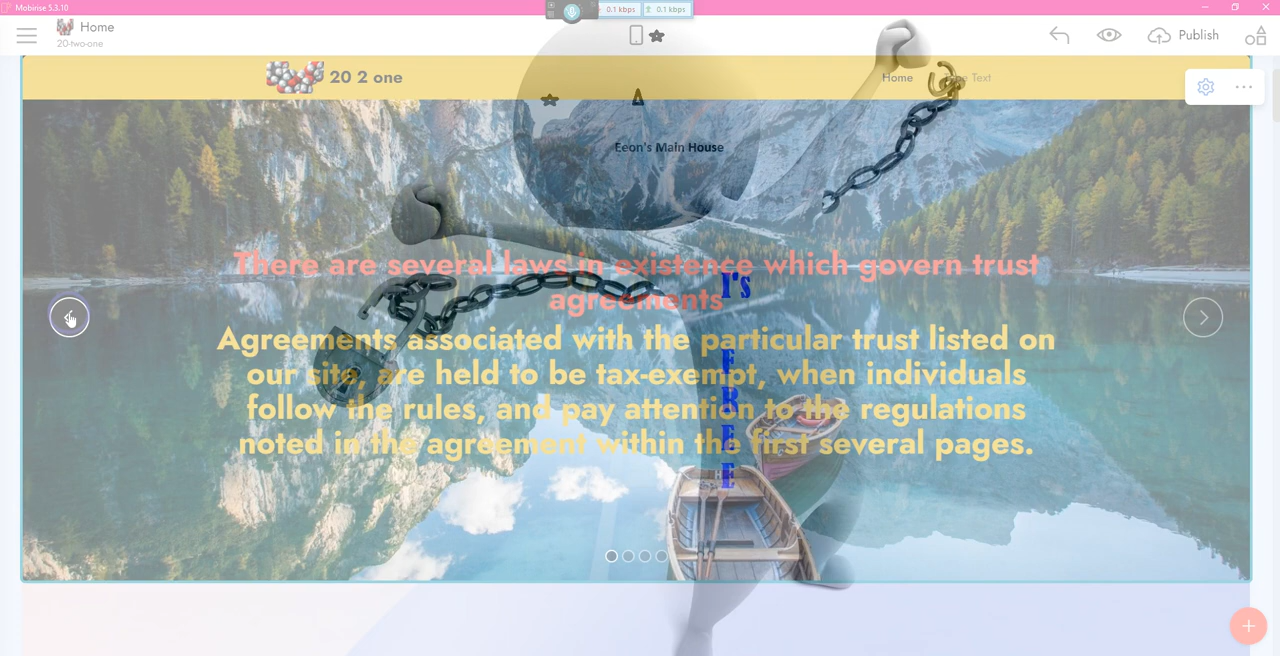 Mobirise 5.3.10
0.1 kbps
0.1 kbps
Home
20-two-one
Publish
20 2 one
Home
Type Text
Eeon's Main House
There are several laws in existence which govern trust
agreements
I's
FREEE
Agreements associated with the particular trust listed on
our site, are held to be tax-exempt, when individuals
follow the rules, and pay attention to the regulations
noted in the agreement within the first several pages.